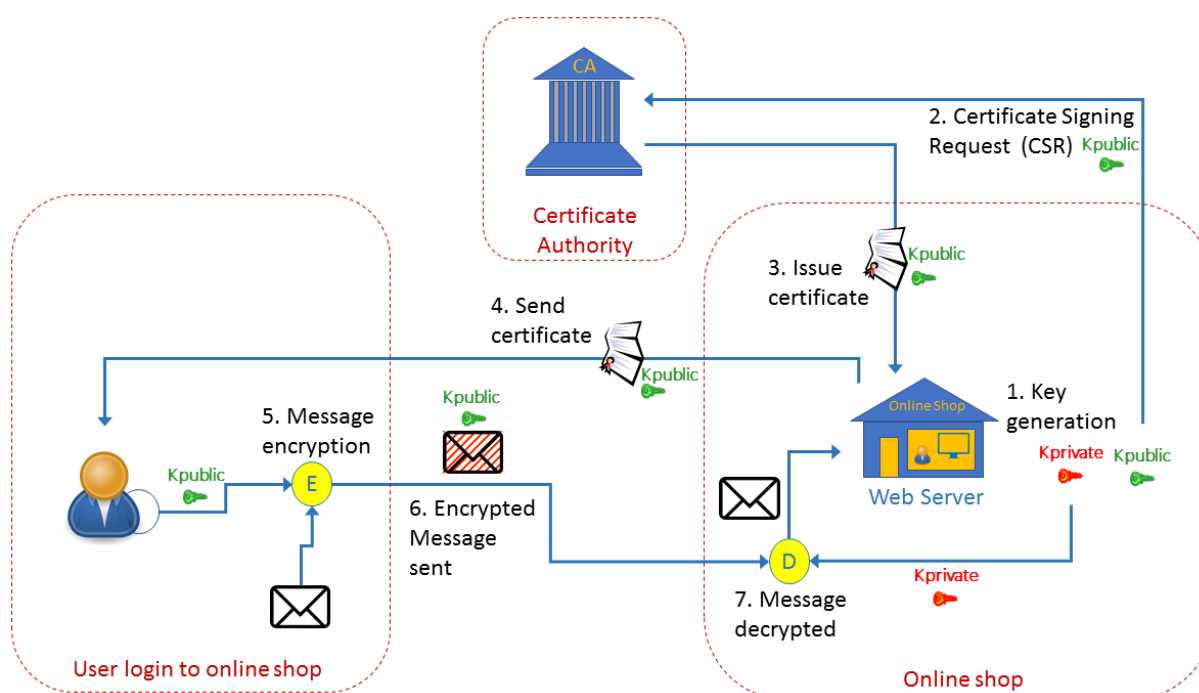 CA
2. Certificate Signing
Request (CSR)
Kpublic
Certificate
Authority
3. Issue
certificate
Kpublic
4. Send
certificate
Kpublic
Online Shop
1. Key
generation
Kprivate
Kpublic
Web Server
5. Message
encryption
Kpublic
Kpublic
E
6. Encrypted
Message
sent
D
Kprivate
7. Message
decrypted
User login to online shop
Online shop